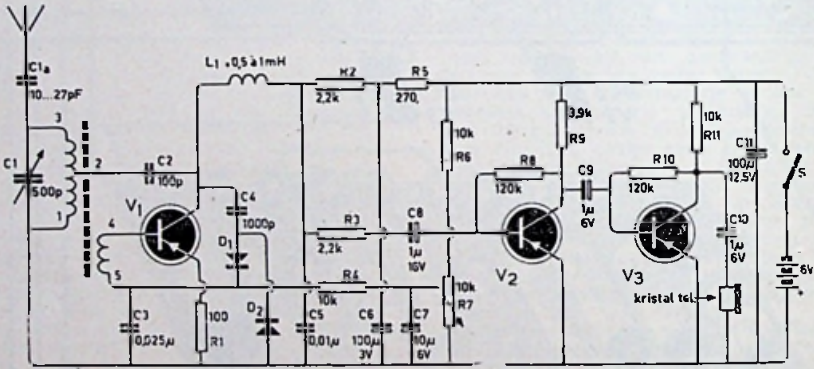 C1a
10...27pF
3
C1
500p
1
2
4
5
C2
100p
V1
L1 = 0,5 à 1mH
C4
1000p
D1
D2
C3
0,025µ
100
R1
R2
2,2k
R5
270,
R3
2,2k
R4
10k
C5
0,01µ
C6
100µ
3V
C7
10µ
6V
C8
1µ
16V
10k
R6
10k
R7
R8
120k
V2
3,9k
R9
C9
1µ
6V
R10
120k
V3
10k
R11
C11
100µ
12.5V
C10
1µ
6V
kristal tel.
S
6V
+